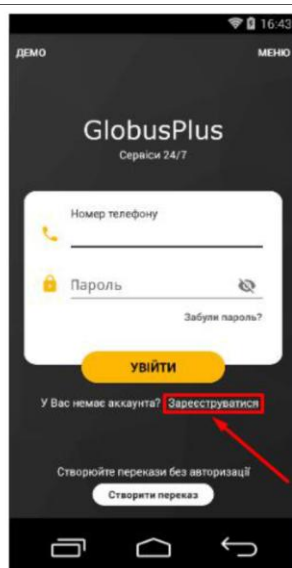 16:43
ДЕМО МЕНЮ
GlobusPlus
Сервіси 24/7
Номер телефону
Пароль
Забули пароль?
УВІЙТИ
У Вас немає аккаунта? Зареєструватися
Створюйте перекази без авторизації
Створити переказ